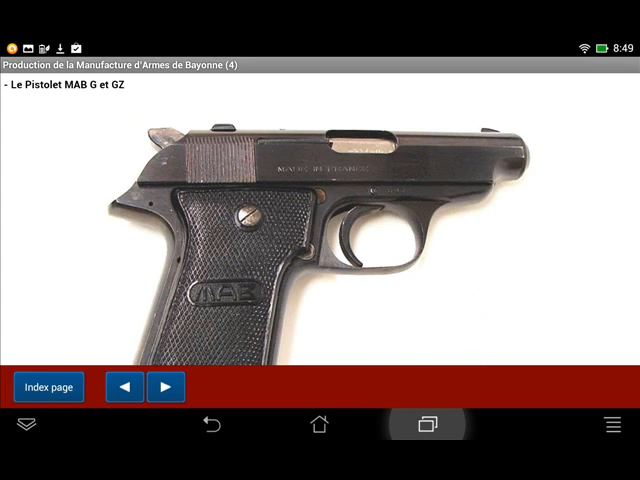 8:49
Production de la Manufacture d'Armes de Bayonne (4)
- Le Pistolet MAB G et GZ
MADE IN FRANCE
MAB
Index page